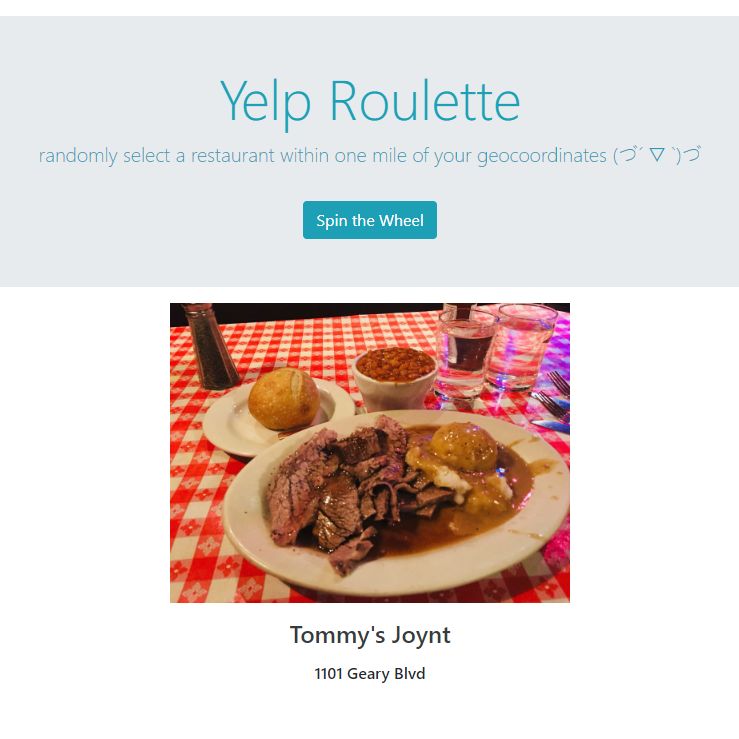 Yelp Roulette
randomly select a restaurant within one mile of your geocoordinates (づ´ ▽ `)づ
Spin the Wheel
Tommy's Joynt
1101 Geary Blvd